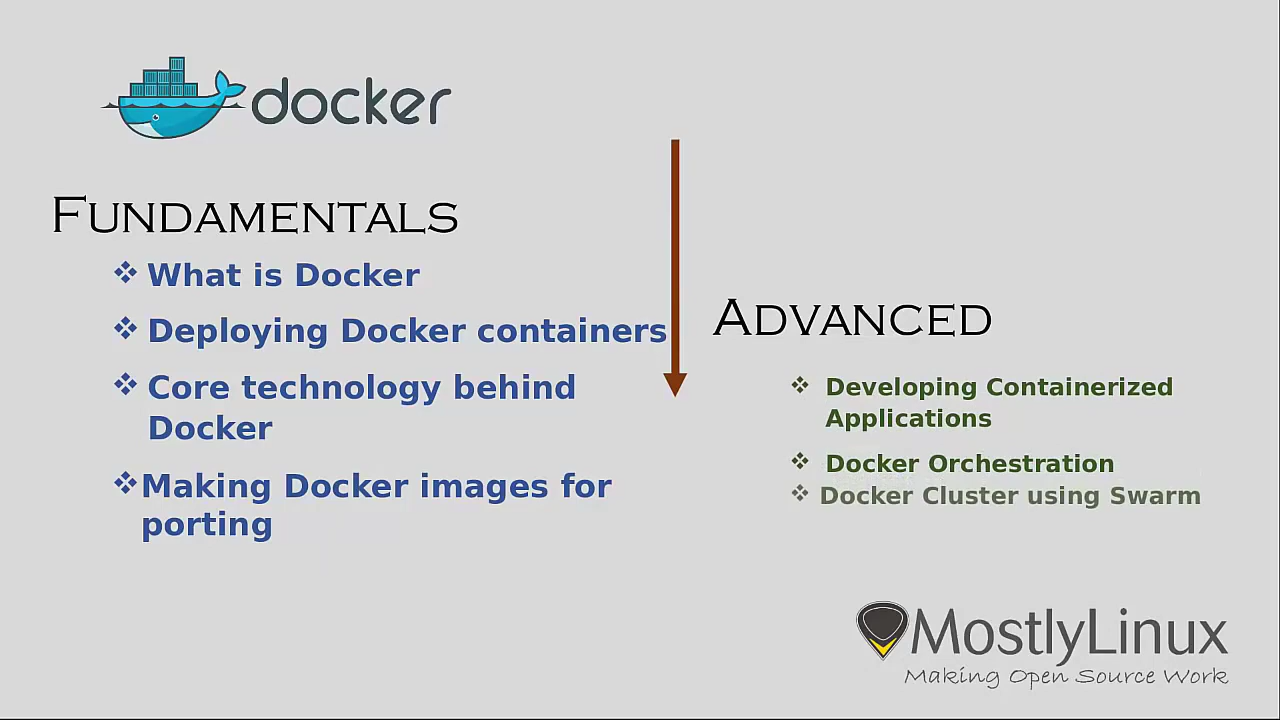 docker
Fundamentals
❖ What is Docker
❖ Deploying Docker containers
❖ Core technology behind
Docker
❖ Making Docker images for
porting
Advanced
❖ Developing Containerized
Applications
❖ Docker Orchestration
❖ Docker Cluster using Swarm
MostlyLinux
Making Open Source Work